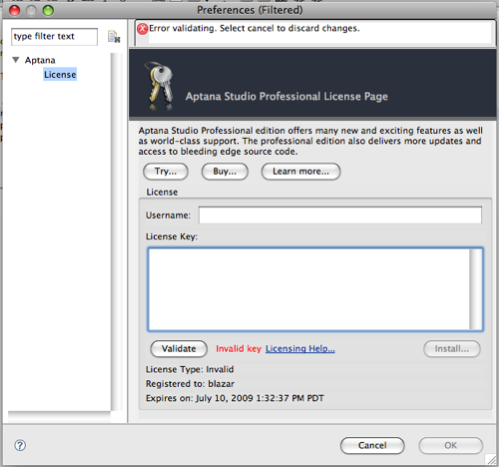 Preferences (Filtered)
type filter text
Error validating. Select cancel to discard changes.
Aptana
License
Aptana Studio Professional License Page
Aptana Studio Professional edition offers many new and exciting features as well
as world-class support. The professional edition also delivers more updates and
access to bleeding edge source code.
Try... Buy... Learn more...
License
Username:
License Key:
Validate Invalid key Licensing Help... Install...
License Type: Invalid
Registered to: blazar
Expires on: July 10, 2009 1:32:37 PM PDT
? Cancel OK